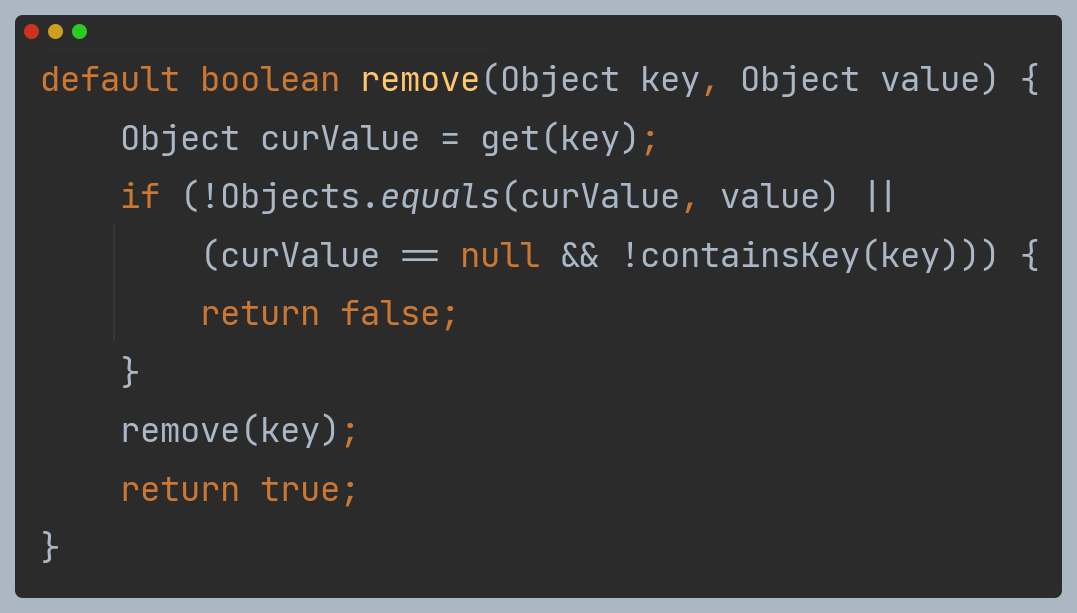 default boolean remove(Object key, Object value) {
    Object curValue = get(key);
    if (!Objects.equals(curValue, value) ||
        (curValue == null && !containsKey(key))) {
        return false;
    }
    remove(key);
    return true;
}